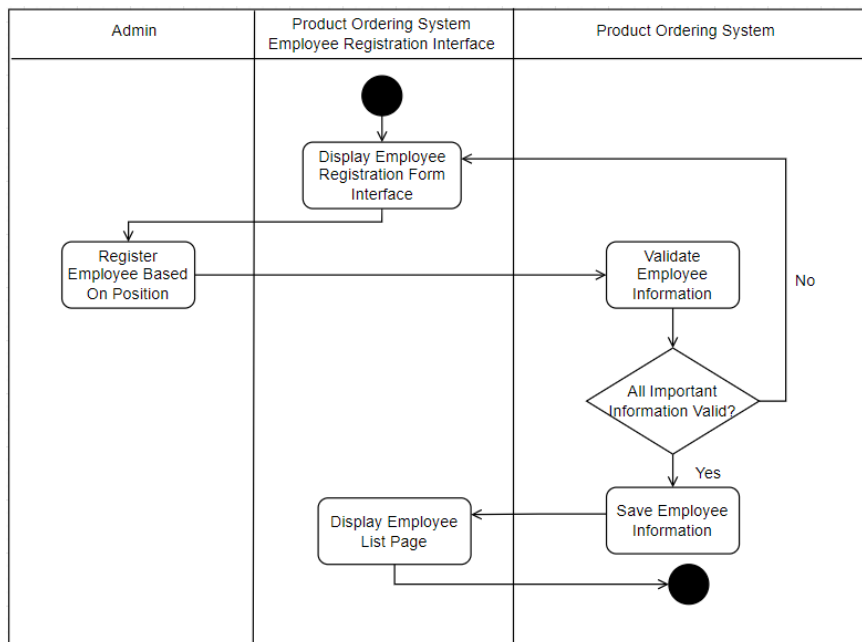 Admin
Product Ordering System
Employee Registration Interface
Product Ordering System
Display Employee
Registration Form
Interface
Register
Employee Based
On Position
Validate
Employee
Information
No
All Important
Information Valid?
Yes
Save Employee
Information
Display Employee
List Page